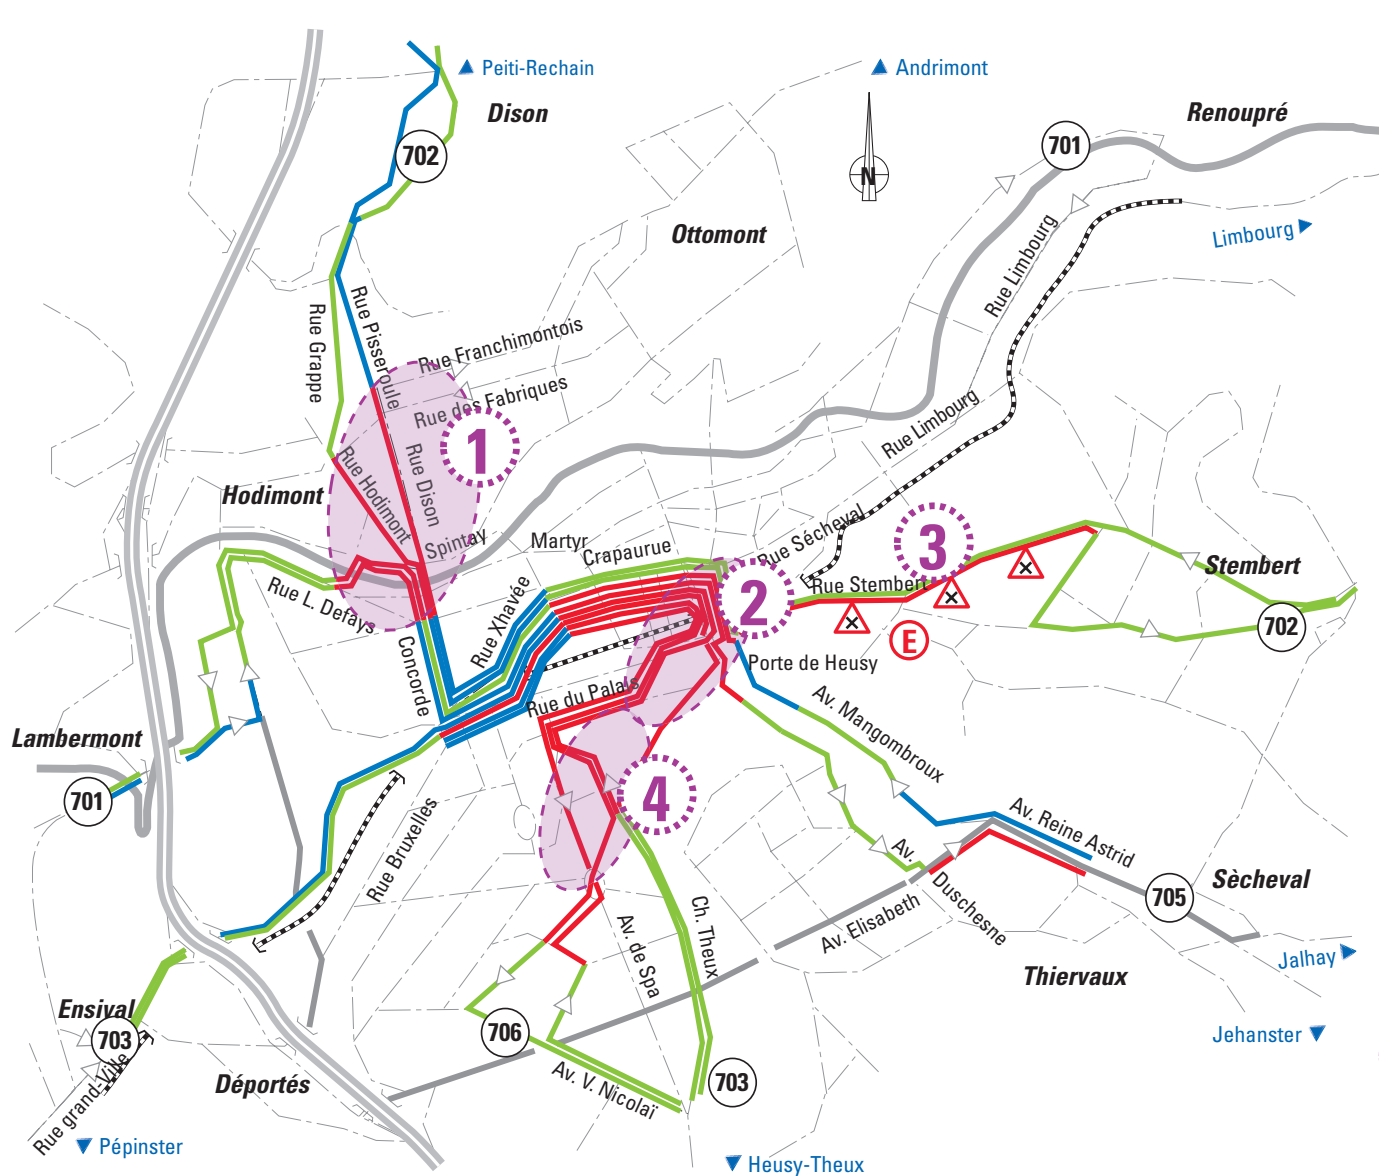 Peiti-Rechain
Andrimont
Dison
Renoupré
701
702
N
Ottomont
Limbourg
Rue Limbourg
Rue Pisseroule
Rue Grappe
Rue Franchimontois
Rue des Fabriques
Rue Limbourg
1
Rue Dison
Rue Hodimont
Hodimont
Spintay
Martyr
Crapaurue
Rue Sécheval
3
Rue Stembert
Stembert
Rue L. Defays
Rue Xhavée
2
702
E
Concorde
Porte de Heusy
Rue du Palais
Av. Mangombroux
Lambermont
701
4
Rue Bruxelles
Av. Reine Astrid
Av. Duschesne
Sècheval
705
Ch. Theux
Av. Elisabeth
Av. de Spa
Thiervaux
Jalhay
Ensival
703
706
Jehanster
Rue grand-Ville
Déportés
Av. V. Nicolaï
703
Pépinster
Heusy-Theux